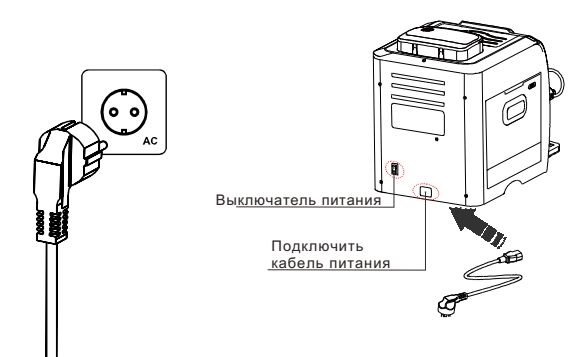 AC
Выключатель питания
Подключить
кабель питания